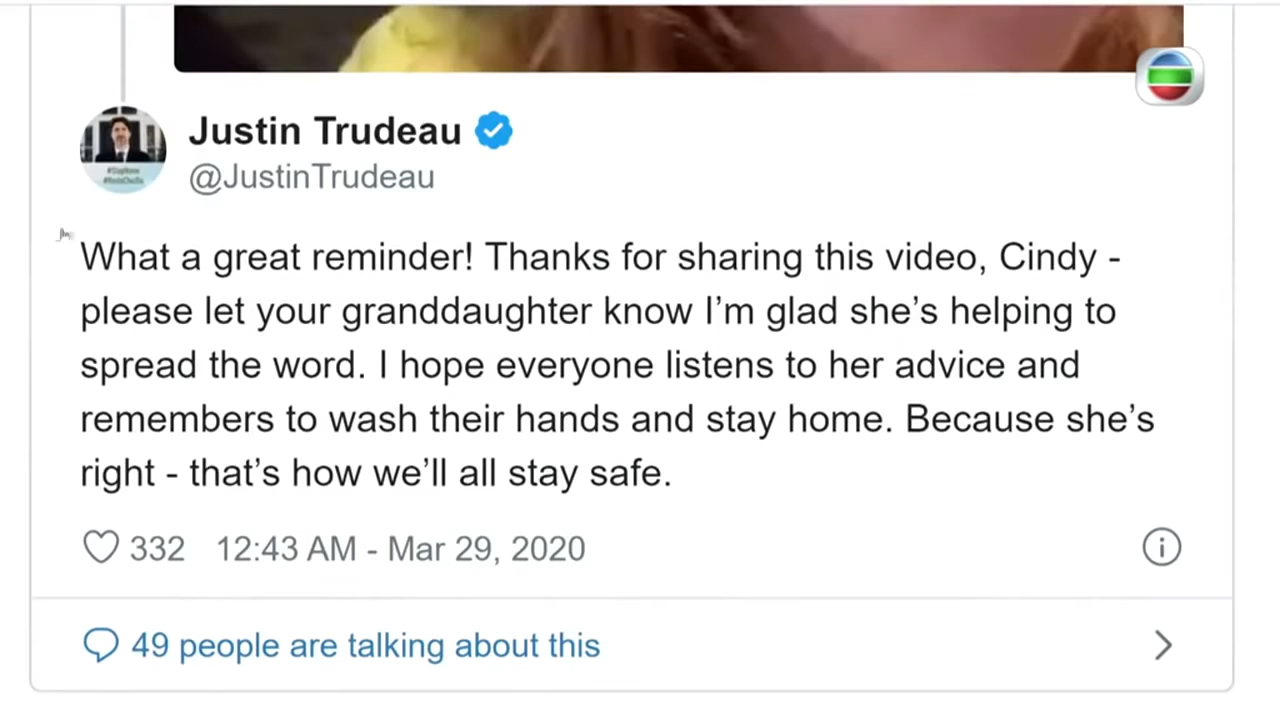 Justin Trudeau
@JustinTrudeau
What a great reminder! Thanks for sharing this video, Cindy -
please let your granddaughter know I’m glad she’s helping to
spread the word. I hope everyone listens to her advice and
remembers to wash their hands and stay home. Because she’s
right - that’s how we’ll all stay safe.
332 12:43 AM - Mar 29, 2020
49 people are talking about this